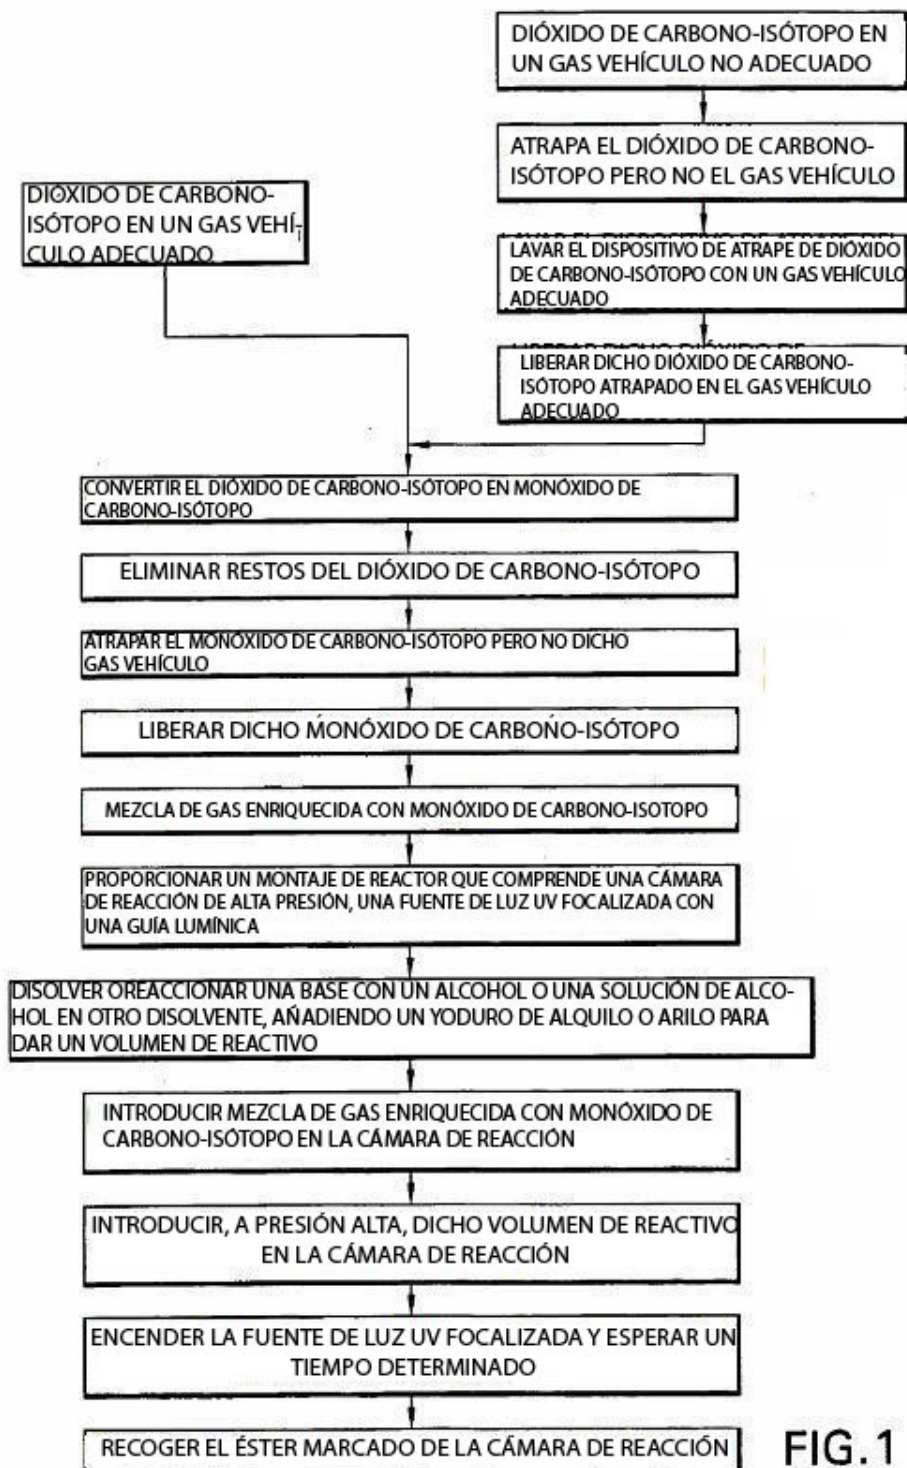 DIÓXIDO DE CARBONO-ISÓTOPO EN
UN GAS VEHÍCULO NO ADECUADO
ATRAPA EL DIÓXIDO DE CARBONO-
ISÓTOPO PERO NO EL GAS VEHÍCULO
DIÓXIDO DE CARBONO-
ISÓTOPO EN UN GAS VEHÍ-
CULO ADECUADO
LAVAR EL DISPOSITIVO DE ATRAPE DE DIÓXIDO
DE CARBONO-ISÓTOPO CON UN GAS VEHÍCULO
ADECUADO
LIBERAR DICHO DIÓXIDO DE CARBONO-
ISÓTOPO ATRAPADO EN EL GAS VEHÍCULO
ADECUADO
CONVERTIR EL DIÓXIDO DE CARBONO-ISÓTOPO EN MONÓXIDO DE
CARBONO-ISÓTOPO
ELIMINAR RESTOS DEL DIÓXIDO DE CARBONO-ISÓTOPO
ATRAPAR EL MONÓXIDO DE CARBONO-ISÓTOPO PERO NO DICHO
GAS VEHÍCULO
LIBERAR DICHO MONÓXIDO DE CARBONO-ISÓTOPO
MEZCLA DE GAS ENRIQUECIDA CON MONÓXIDO DE CARBONO-ISOTOPO
PROPORCIONAR UN MONTAJE DE REACTOR QUE COMPRENDE UNA CÁMARA
DE REACCIÓN DE ALTA PRESIÓN, UNA FUENTE DE LUZ UV FOCALIZADA CON
UNA GUÍA LUMÍNICA
DISOLVER OREACCIONAR UNA BASE CON UN ALCOHOL O UNA SOLUCIÓN DE ALCO-
HOL EN OTRO DISOLVENTE, AÑADIENDO UN YODURO DE ALQUILO O ARILO PARA
DAR UN VOLUMEN DE REACTIVO
INTRODUCIR MEZCLA DE GAS ENRIQUECIDA CON MONÓXIDO DE
CARBONO-ISÓTOPO EN LA CÁMARA DE REACCIÓN
INTRODUCIR, A PRESIÓN ALTA, DICHO VOLUMEN DE REACTIVO
EN LA CÁMARA DE REACCIÓN
ENCENDER LA FUENTE DE LUZ UV FOCALIZADA Y ESPERAR UN
TIEMPO DETERMINADO
RECOGER EL ÉSTER MARCADO DE LA CÁMARA DE REACCIÓN
FIG.1